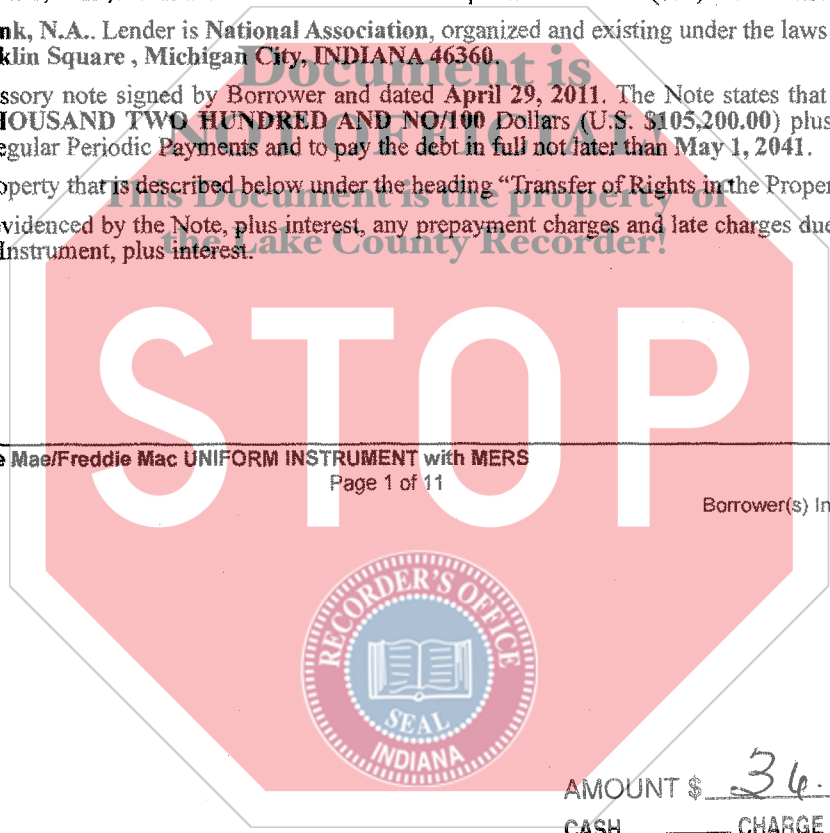 nk, N.A.. Lender is National Association, organized and existing under the laws
klin Square , Michigan City, INDIANA 46360.
Document is
ssory note signed by Borrower and dated April 29, 2011. The Note states that
HOUSAND TWO HUNDRED AND NO/100 Dollars (U.S. $105,200.00) plus
NOT OFFICIAL
egular Periodic Payments and to pay the debt in full not later than May 1, 2041.
operty that is described below under the heading “Transfer of Rights in the Proper
This Document is the property of
videnced by the Note, plus interest, any prepayment charges and late charges due
the Lake County Recorder!
Instrument, plus interest.
STOP
e Mae/Freddie Mac UNIFORM INSTRUMENT with MERS
Page 1 of 11
Borrower(s) In
RECORDER'S OFFICE
SEAL
INDIANA
AMOUNT $ 36.
CASH ______ CHARGE